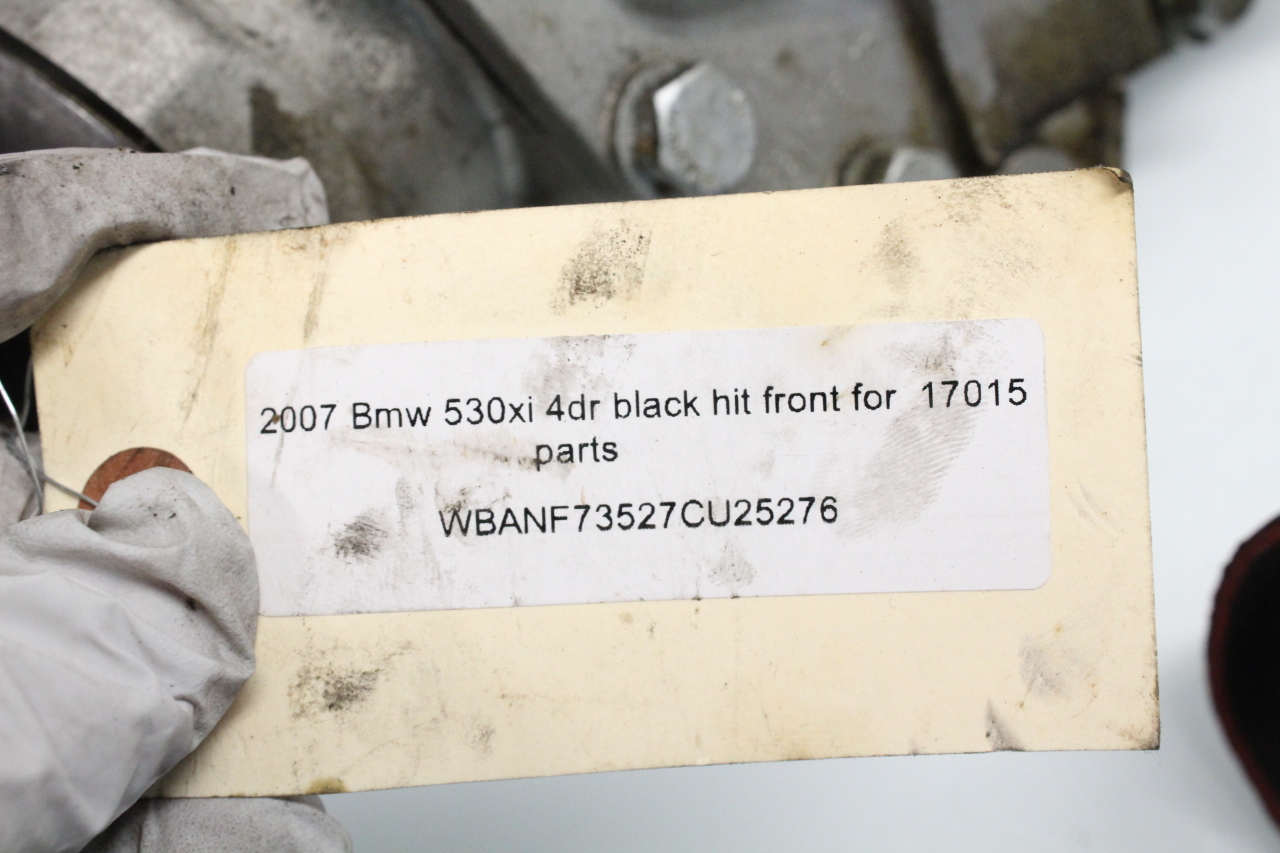 2007 Bmw 530xi 4dr black hit front for 17015
parts
WBANF73527CU25276